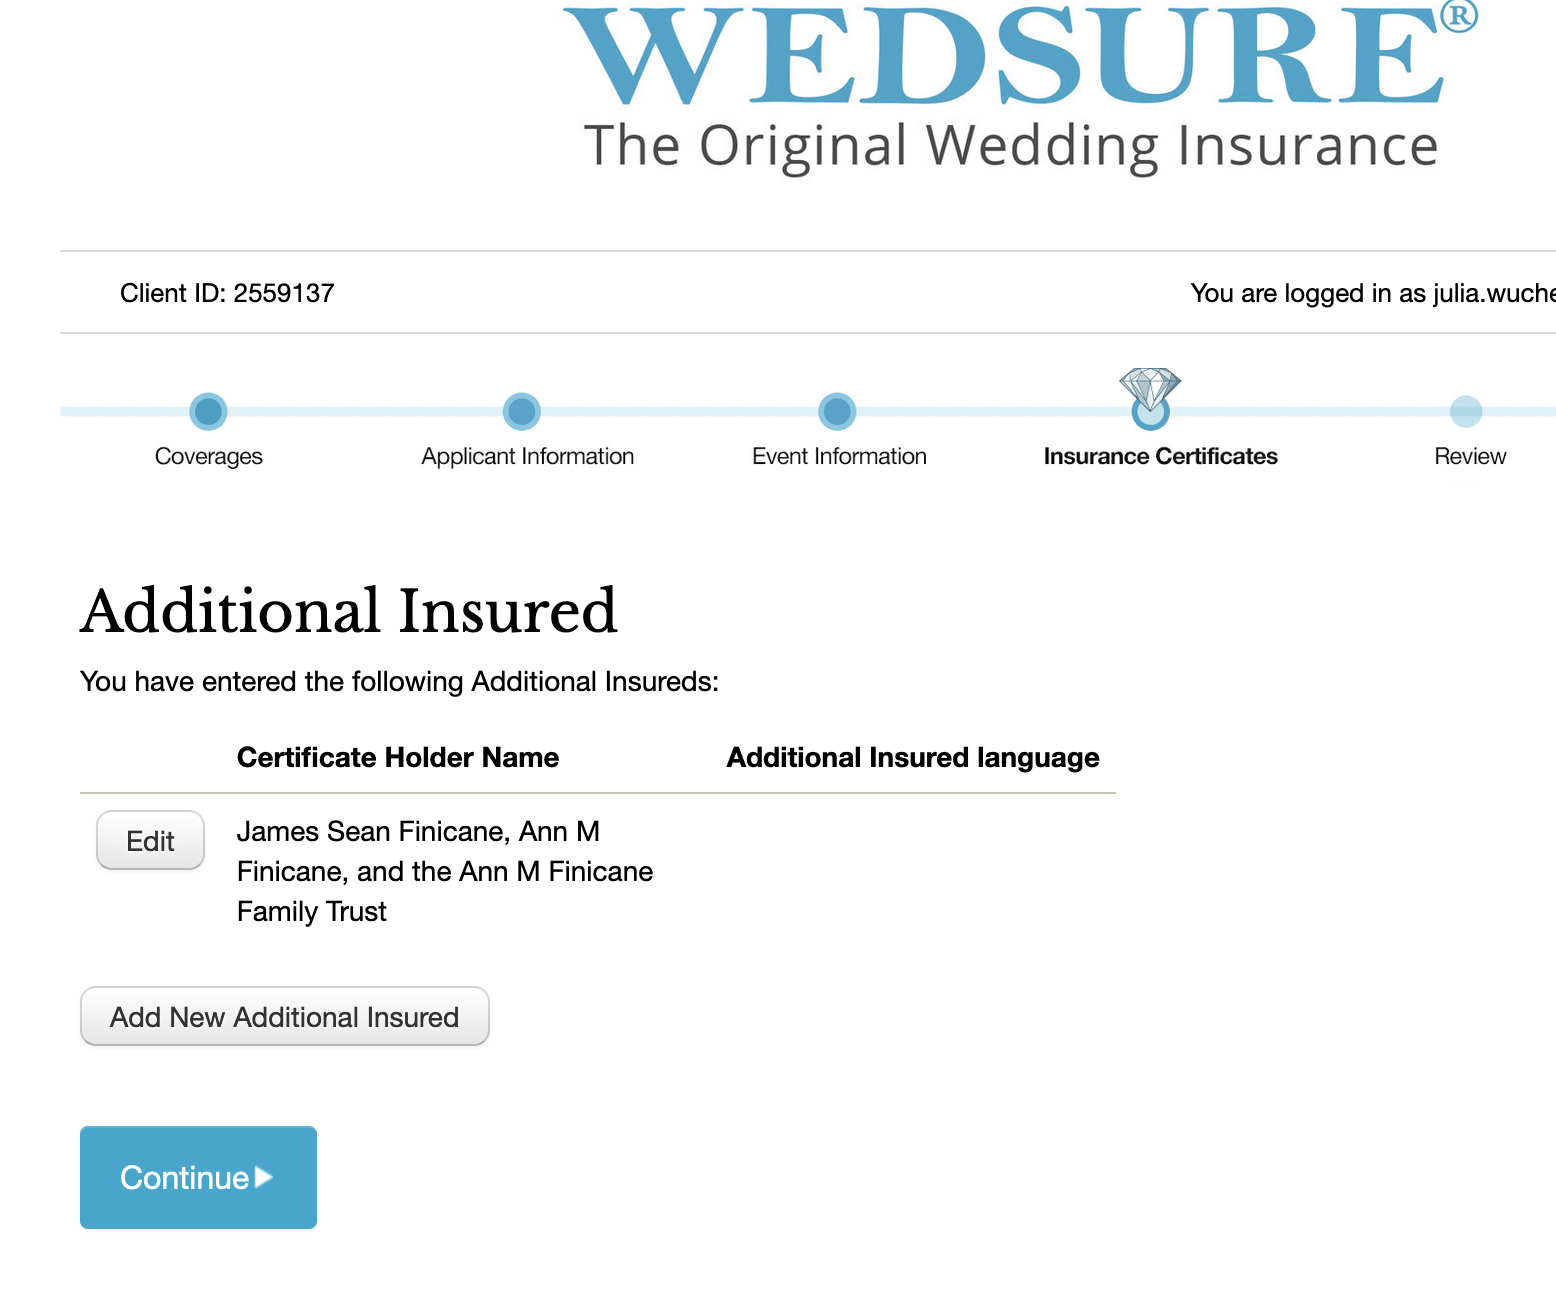 WEDSURE®
The Original Wedding Insurance
Client ID: 2559137
You are logged in as julia.wuche
Coverages
Applicant Information
Event Information
Insurance Certificates
Review
Additional Insured
You have entered the following Additional Insureds:
Certificate Holder Name
Additional Insured language
Edit
James Sean Finicane, Ann M
Finicane, and the Ann M Finicane
Family Trust
Add New Additional Insured
Continue